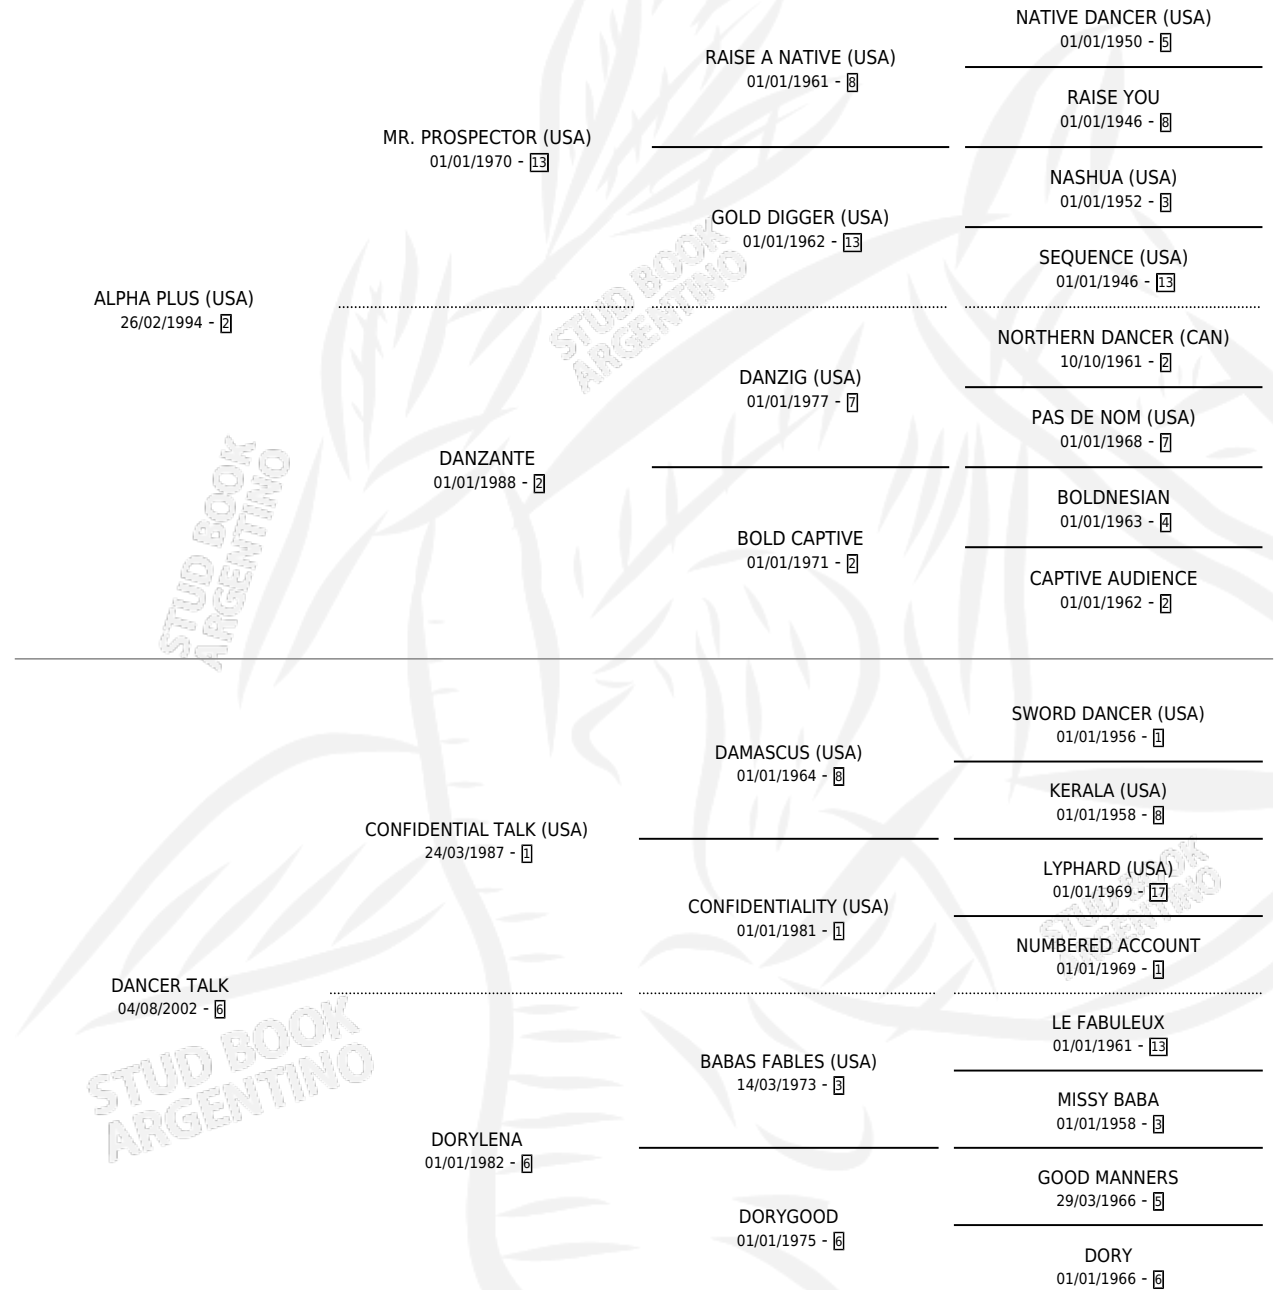 NATIVE DANCER (USA)
01/01/1950 - 5
RAISE A NATIVE (USA)
01/01/1961 - 8
RAISE YOU
01/01/1946 - 8
MR. PROSPECTOR (USA)
01/01/1970 - 13
NASHUA (USA)
01/01/1952 - 3
GOLD DIGGER (USA)
01/01/1962 - 13
SEQUENCE (USA)
01/01/1946 - 13
ALPHA PLUS (USA)
26/02/1994 - 2
STUD BOOK
ARGENTINO
NORTHERN DANCER (CAN)
10/10/1961 - 2
DANZIG (USA)
01/01/1977 - 7
PAS DE NOM (USA)
01/01/1968 - 7
DANZANTE
01/01/1988 - 2
BOLDNESIAN
01/01/1963 - 4
BOLD CAPTIVE
01/01/1971 - 2
CAPTIVE AUDIENCE
01/01/1962 - 2
STUD BOOK
ARGENTINO
SWORD DANCER (USA)
01/01/1956 - 1
DAMASCUS (USA)
01/01/1964 - 8
KERALA (USA)
01/01/1958 - 8
CONFIDENTIAL TALK (USA)
24/03/1987 - 1
LYPHARD (USA)
01/01/1969 - 17
CONFIDENTIALITY (USA)
01/01/1981 - 1
STUD BOOK
ARGENTINO
NUMBERED ACCOUNT
01/01/1969 - 1
DANCER TALK
04/08/2002 - 6
LE FABULEUX
01/01/1961 - 13
BABAS FABLES (USA)
14/03/1973 - 3
STUD BOOK
ARGENTINO
MISSY BABA
01/01/1958 - 3
DORYLENA
01/01/1982 - 6
GOOD MANNERS
29/03/1966 - 5
DORYGOOD
01/01/1975 - 6
DORY
01/01/1966 - 6